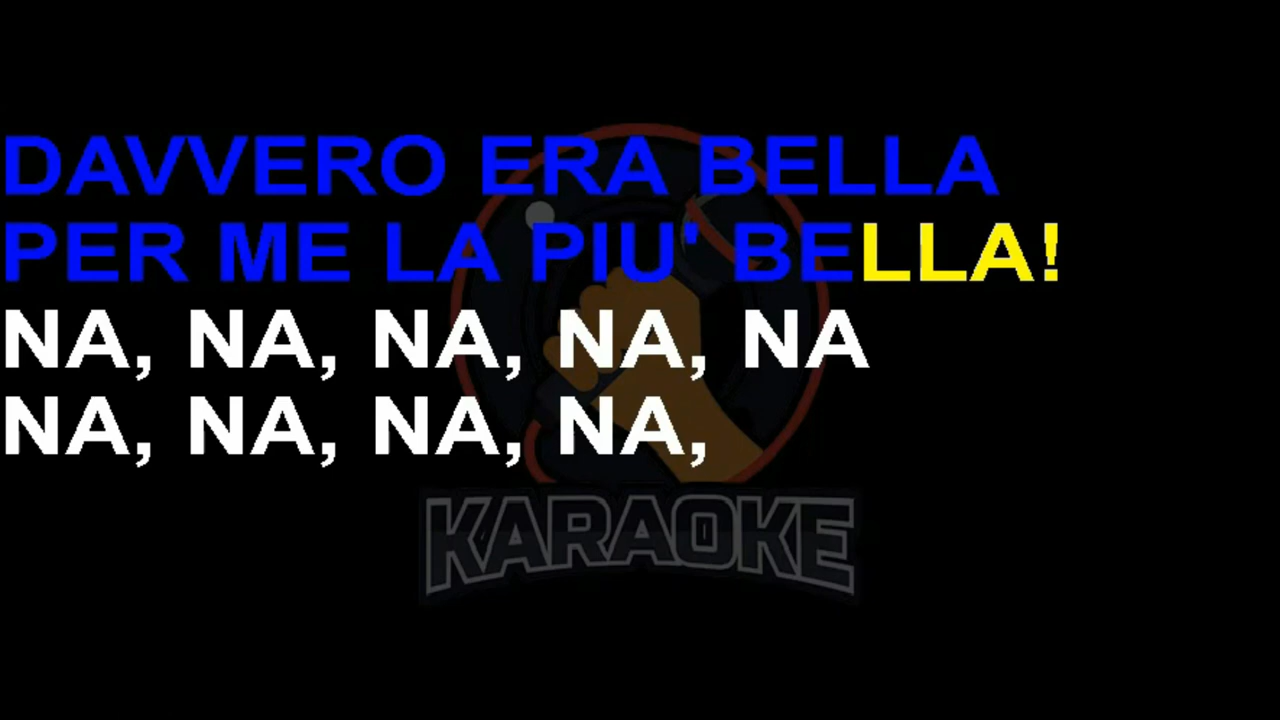 DAVVERO ERA BELLA
PER ME LA PIU' BELLA!
NA, NA, NA, NA, NA
NA, NA, NA, NA,
KARAOKE